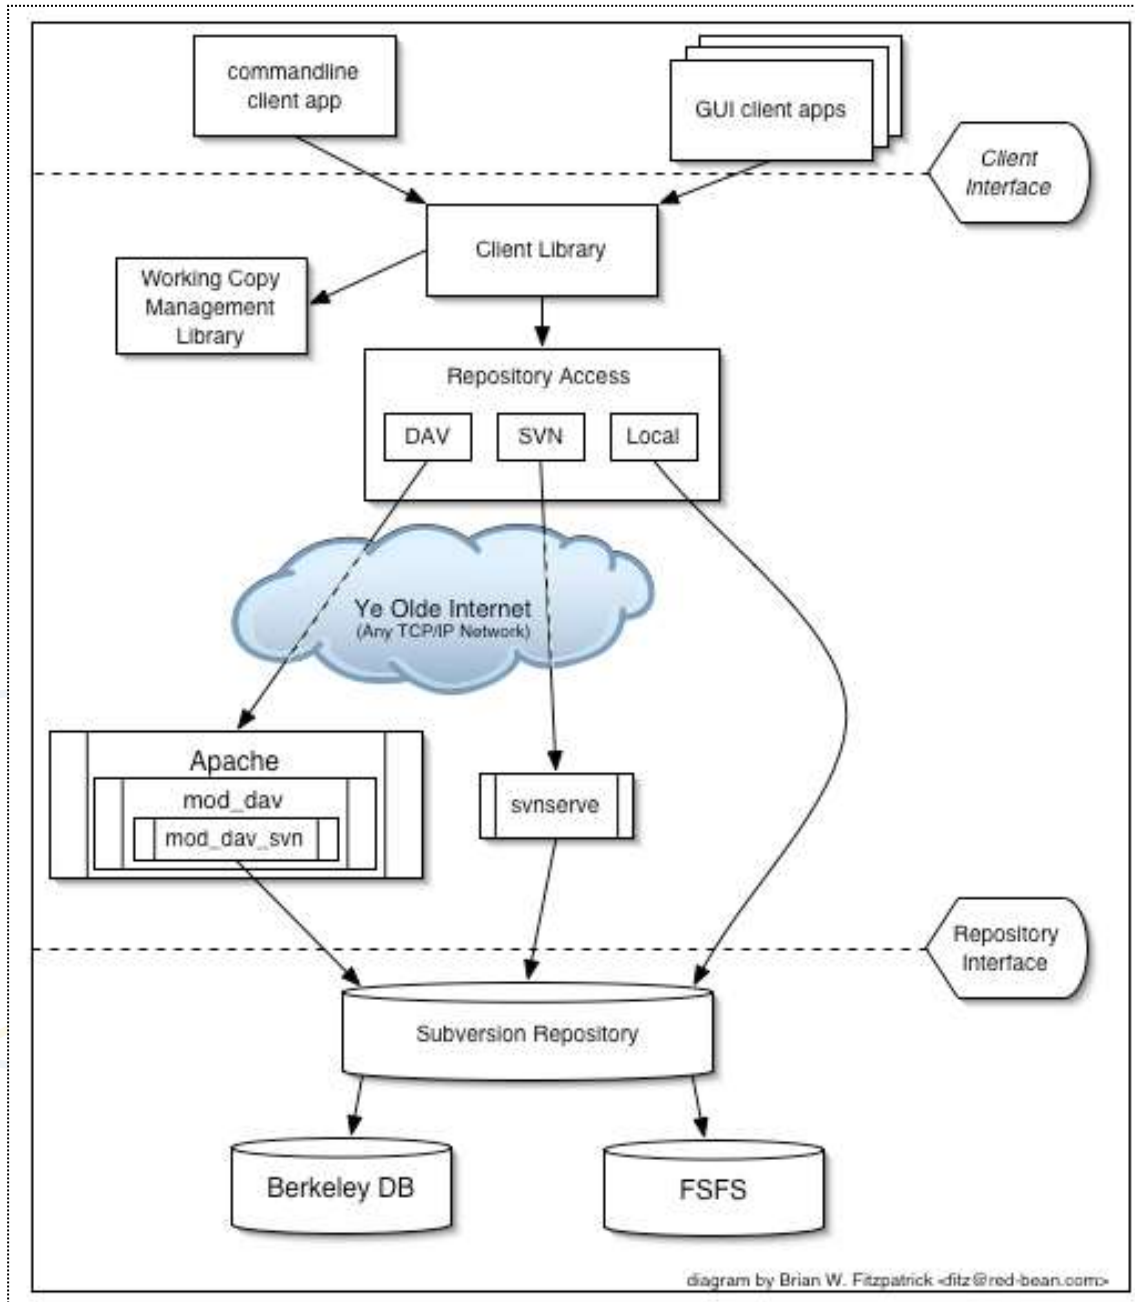 commandline
client app
GUI client apps
Client
Interface
Client Library
Working Copy
Management
Library
Repository Access
DAV
SVN
Local
Ye Olde Internet
(Any TCP/IP Network)
Apache
mod_dav
mod_dav_svn
svnserve
Repository
Interface
Subversion Repository
Berkeley DB
FSFS
diagram by Brian W. Fitzpatrick <fitz@red-bean.com>